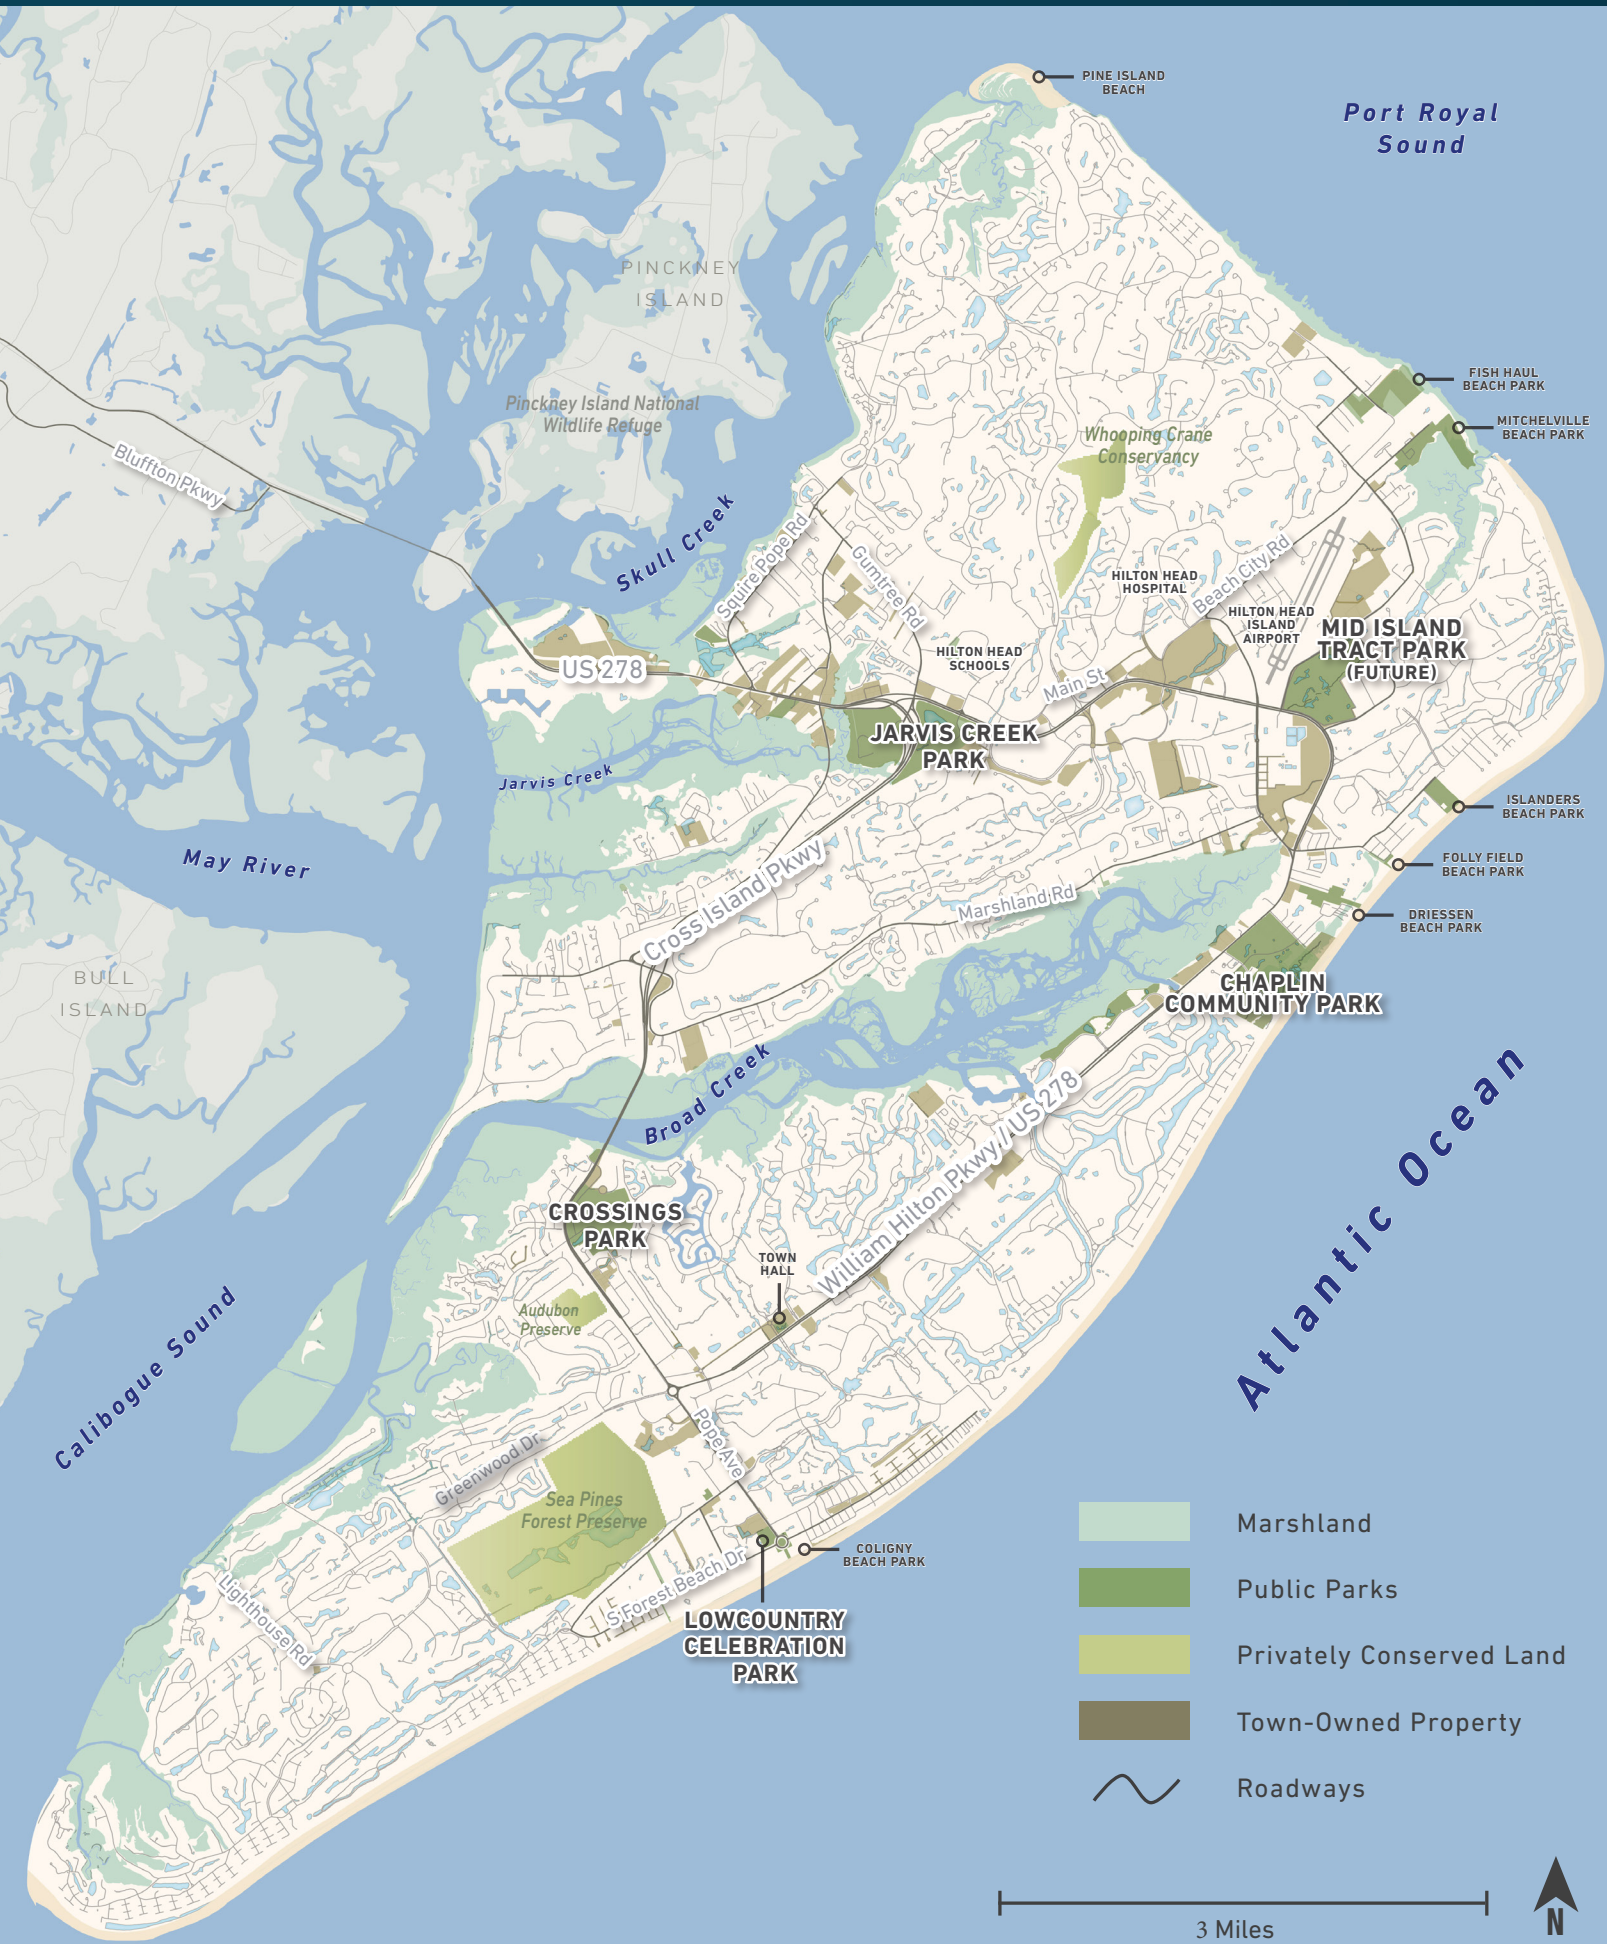 PINE ISLAND
BEACH
Port Royal
Sound
PINCKNEY
ISLAND
FISH HAUL
BEACH PARK
Pinckney Island National
Wildlife Refuge
MITCHELVILLE
BEACH PARK
Whooping Crane
Conservancy
Bluffton Pkwy
Skull Creek
Squire Pope Rd
Gumtree Rd
Beach City Rd
HILTON HEAD
HOSPITAL
HILTON HEAD
ISLAND
AIRPORT
MID ISLAND
TRACT PARK
(FUTURE)
HILTON HEAD
SCHOOLS
US 278
Main St
JARVIS CREEK
PARK
Jarvis Creek
ISLANDERS
BEACH PARK
May River
FOLLY FIELD
BEACH PARK
Cross Island Pkwy
Marshland Rd
DRIESSEN
BEACH PARK
BULL
ISLAND
CHAPLIN
COMMUNITY PARK
Broad Creek
William Hilton Pkwy // US 278
Atlantic Ocean
CROSSINGS
PARK
TOWN
HALL
Audubon
Preserve
Calibogue Sound
Pope Ave
Greenwood Dr
Sea Pines
Forest Preserve
COLIGNY
BEACH PARK
S Forest Beach Dr
Lighthouse Rd
LOWCOUNTRY
CELEBRATION
PARK
Marshland
Public Parks
Privately Conserved Land
Town-Owned Property
Roadways
3 Miles
N